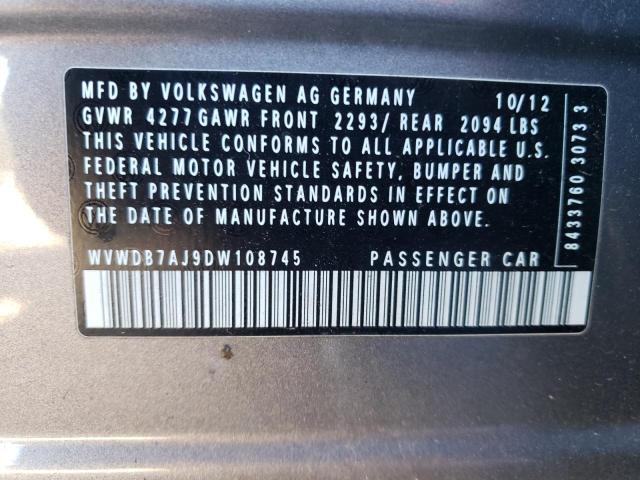 MFD BY VOLKSWAGEN AG GERMANY 10/12
GVWR 4277 GAWR FRONT 2293/ REAR 2094 LBS
THIS VEHICLE CONFORMS TO ALL APPLICABLE U.S.
FEDERAL MOTOR VEHICLE SAFETY, BUMPER AND
THEFT PREVENTION STANDARDS IN EFFECT ON
THE DATE OF MANUFACTURE SHOWN ABOVE.
WVWDB7AJ9DW108745 PASSENGER CAR
8433760 3073 3